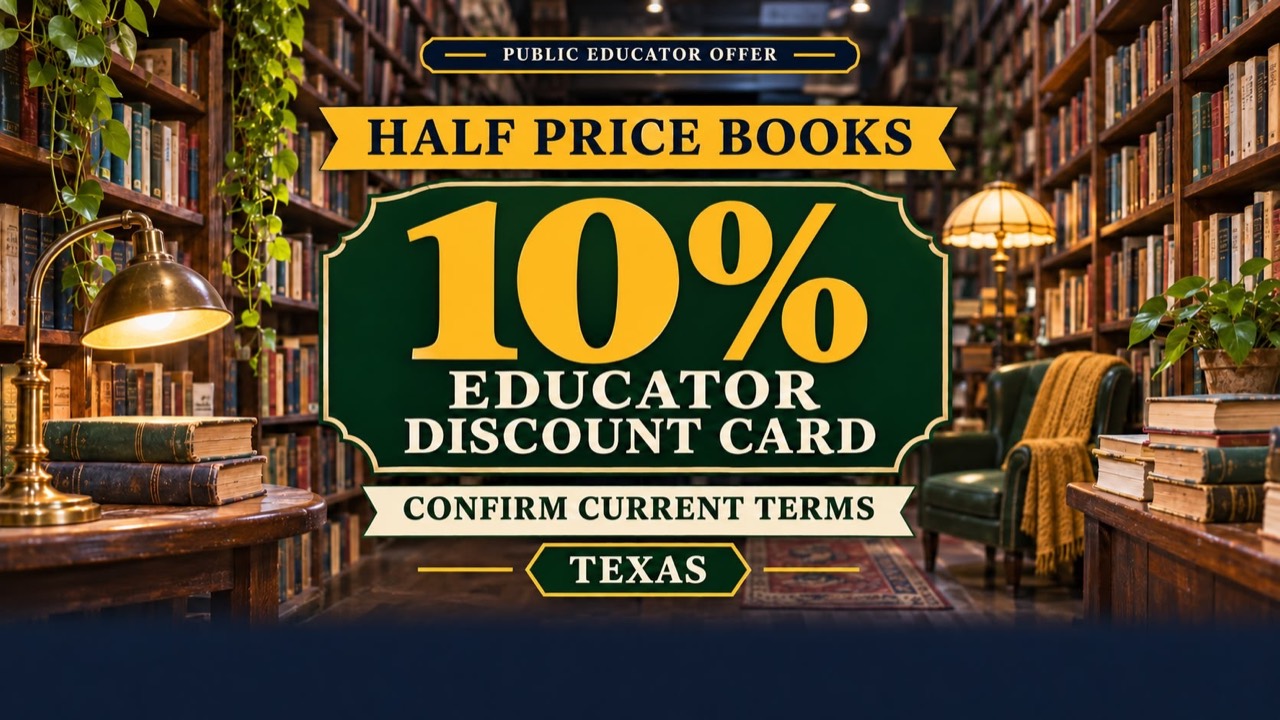 PUBLIC EDUCATOR OFFER
HALF PRICE BOOKS
10%
EDUCATOR
DISCOUNT CARD
CONFIRM CURRENT TERMS
TEXAS